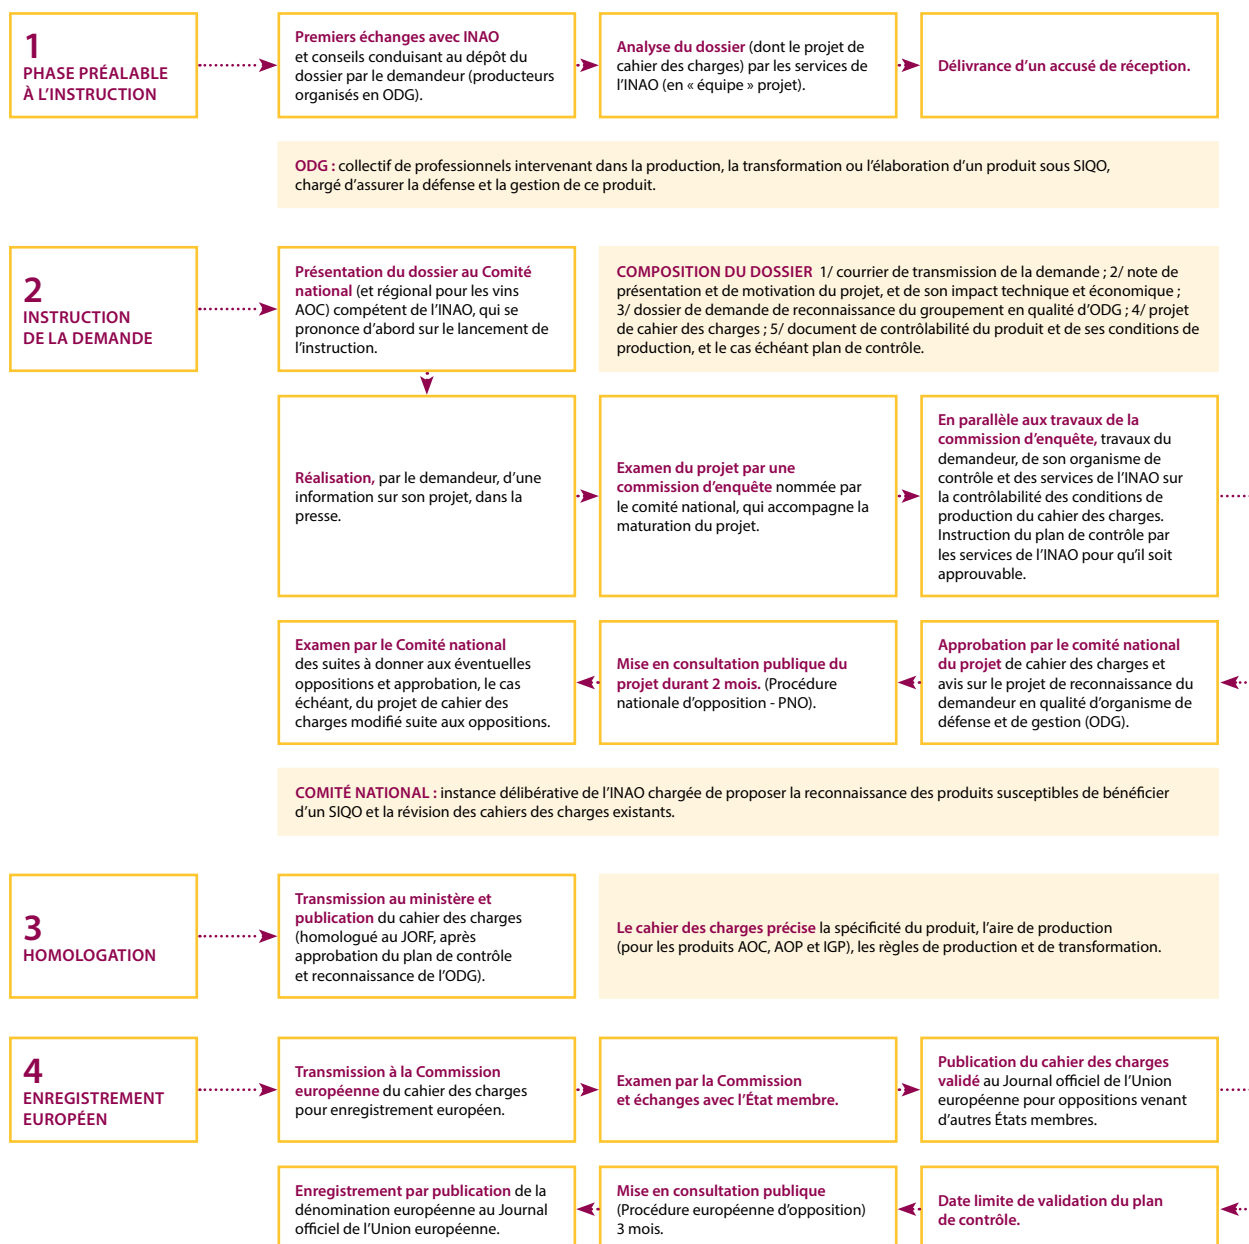 1
PHASE PRÉALABLE
À L'INSTRUCTION
Premiers échanges avec INAO
et conseils conduisant au dépôt du
dossier par le demandeur (producteurs
organisés en ODG).
Analyse du dossier (dont le projet de
cahier des charges) par les services de
l'INAO (en « équipe » projet).
Délivrance d'un accusé de réception.
ODG : collectif de professionnels intervenant dans la production, la transformation ou l'élaboration d'un produit sous SIQO,
chargé d'assurer la défense et la gestion de ce produit.
2
INSTRUCTION
DE LA DEMANDE
Présentation du dossier au Comité
national (et régional pour les vins
AOC) compétent de l'INAO, qui se
prononce d'abord sur le lancement de
l'instruction.
COMPOSITION DU DOSSIER 1/ courrier de transmission de la demande ; 2/ note de
présentation et de motivation du projet, et de son impact technique et économique ;
3/ dossier de demande de reconnaissance du groupement en qualité d'ODG ; 4/ projet
de cahier des charges ; 5/ document de contrôlabilité du produit et de ses conditions de
production, et le cas échéant plan de contrôle.
Réalisation, par le demandeur, d'une
information sur son projet, dans la
presse.
Examen du projet par une
commission d'enquête nommée par
le comité national, qui accompagne la
maturation du projet.
En parallèle aux travaux de la
commission d'enquête, travaux du
demandeur, de son organisme de
contrôle et des services de l'INAO sur
la contrôlabilité des conditions de
production du cahier des charges.
Instruction du plan de contrôle par
les services de l'INAO pour qu'il soit
approuvable.
Examen par le Comité national
des suites à donner aux éventuelles
oppositions et approbation, le cas
échéant, du projet de cahier des
charges modifié suite aux oppositions.
Mise en consultation publique du
projet durant 2 mois. (Procédure
nationale d'opposition - PNO).
Approbation par le comité national
du projet de cahier des charges et
avis sur le projet de reconnaissance du
demandeur en qualité d'organisme de
défense et de gestion (ODG).
COMITÉ NATIONAL : instance délibérative de l'INAO chargée de proposer la reconnaissance des produits susceptibles de bénéficier
d'un SIQO et la révision des cahiers des charges existants.
3
HOMOLOGATION
Transmission au ministère et
publication du cahier des charges
(homologué au JORF, après
approbation du plan de contrôle
et reconnaissance de l'ODG).
Le cahier des charges précise la spécificité du produit, l'aire de production
(pour les produits AOC, AOP et IGP), les règles de production et de transformation.
4
ENREGISTREMENT
EUROPÉEN
Transmission à la Commission
européenne du cahier des charges
pour enregistrement européen.
Examen par la Commission
et échanges avec l'État membre.
Publication du cahier des charges
validé au Journal officiel de l'Union
européenne pour oppositions venant
d'autres États membres.
Enregistrement par publication de la
dénomination européenne au Journal
officiel de l'Union européenne.
Mise en consultation publique
(Procédure européenne d'opposition)
3 mois.
Date limite de validation du plan
de contrôle.